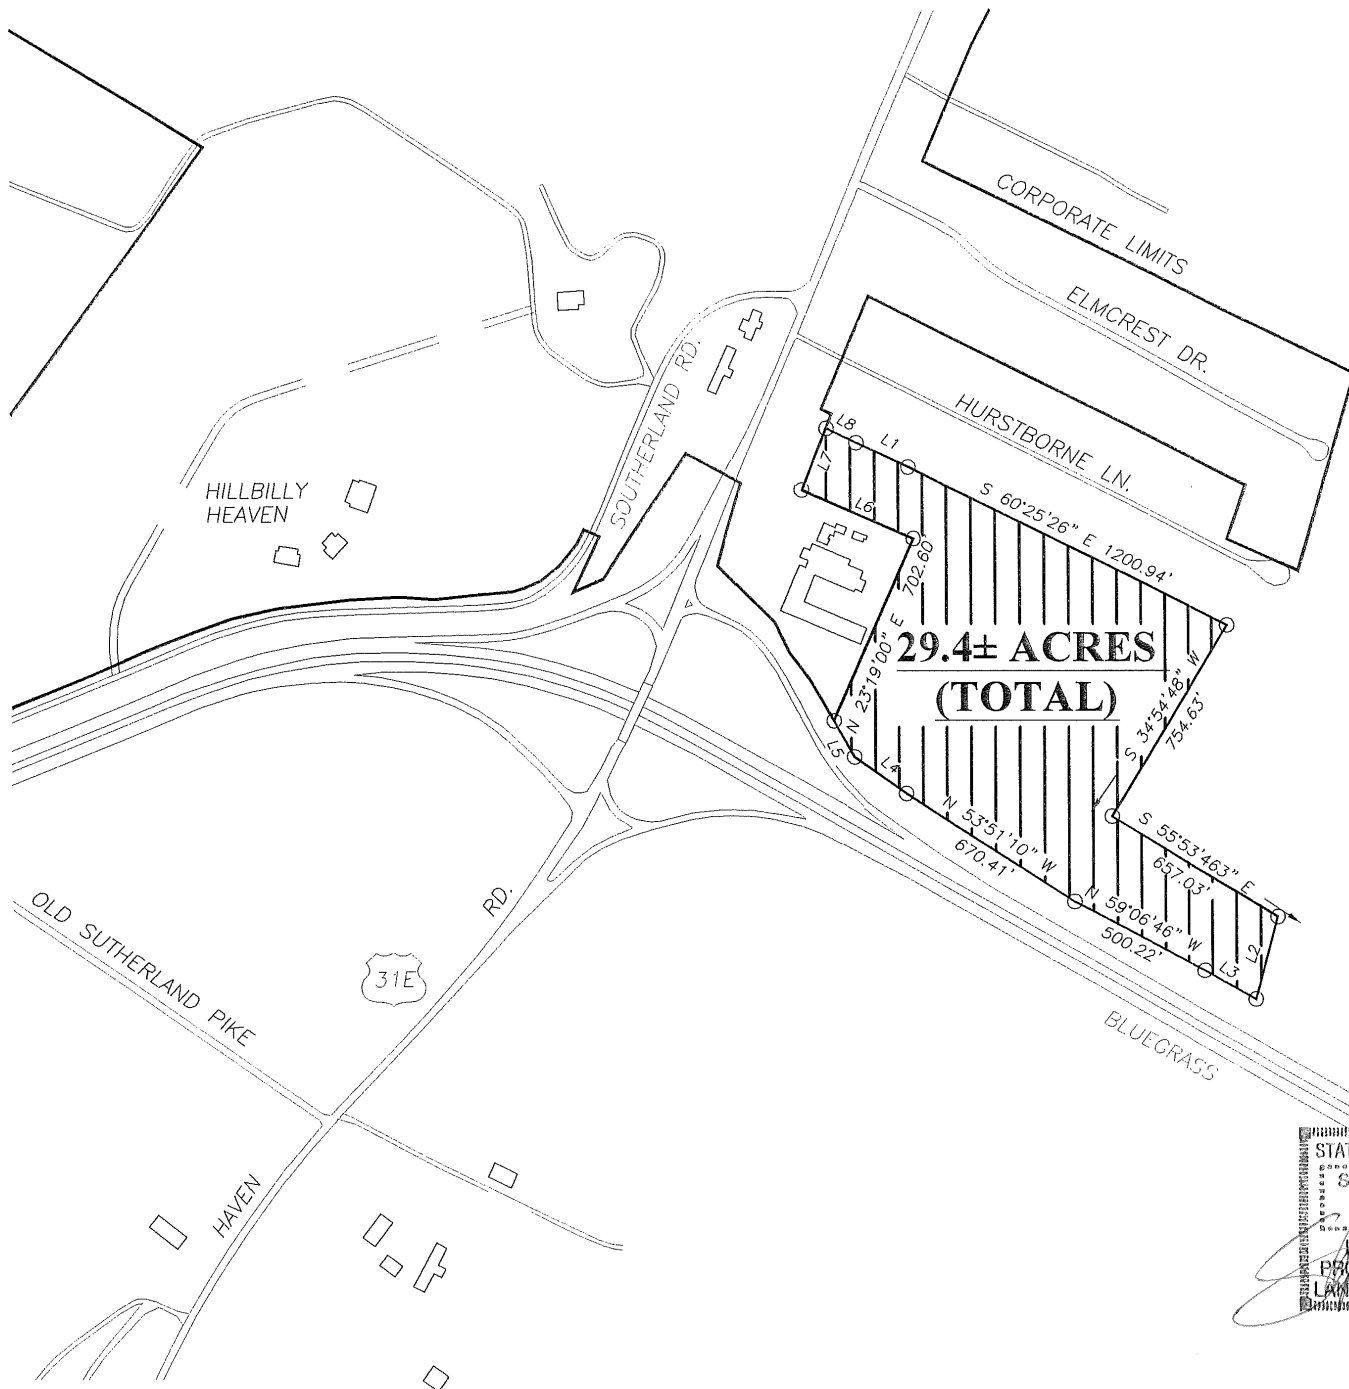 CORPORATE LIMITS
ELMCREST DR.
HURSTBORNE LN.
SOUTHERLAND RD.
HILLBILLY
HEAVEN
L8
L1
L7
L6
S 60°25'26" E 1200.94'
N 23°19'00" E 702.60'
29.4± ACRES
(TOTAL)
S 34°54'48" W
754.63'
L5
L4
N 53°51'10" W
670.41'
S 55°53'463" E
657.03'
N 59°06'46" W
500.22'
L3
L2
BLUEGRASS
RD.
OLD SUTHERLAND PIKE
31E
HAVEN
STAT
S
PRO
LAN